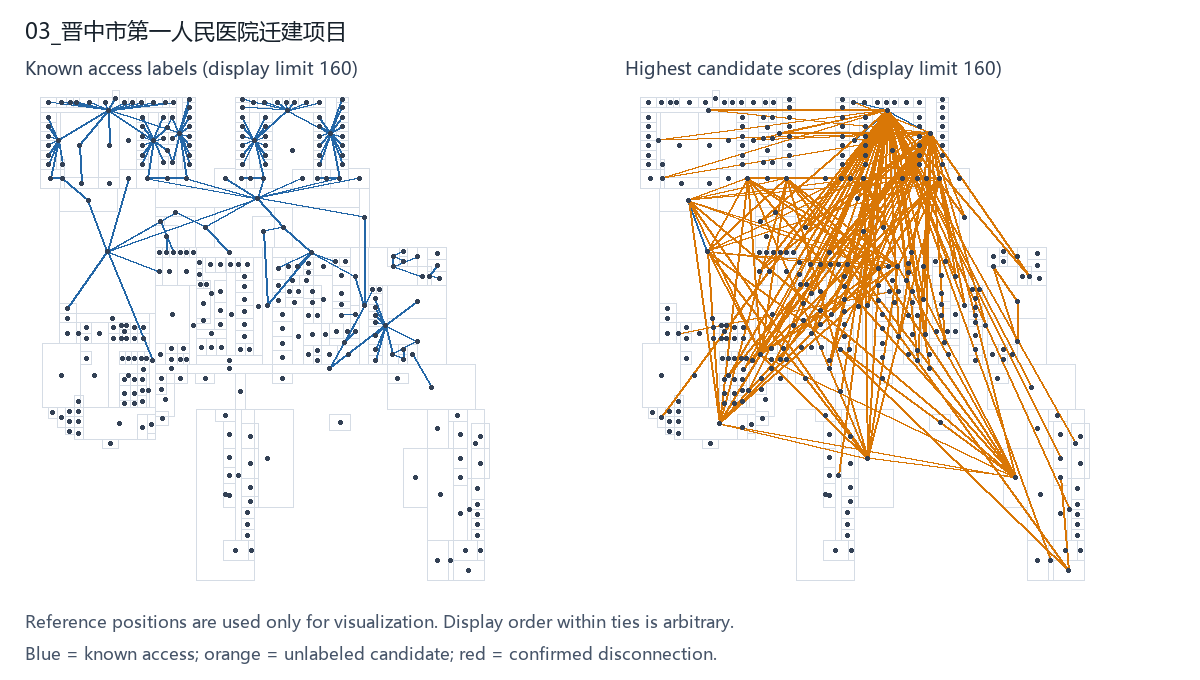 03_晋中市第一人民医院迁建项目
Known access labels (display limit 160)
Highest candidate scores (display limit 160)
Reference positions are used only for visualization. Display order within ties is arbitrary.
Blue = known access; orange = unlabeled candidate; red = confirmed disconnection.